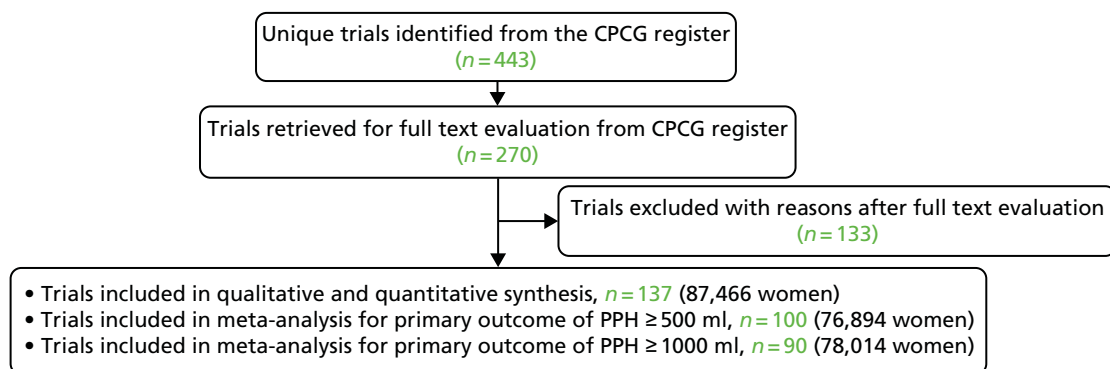 Unique trials identified from the CPCG register
(n = 443)
Trials retrieved for full text evaluation from CPCG register
(n = 270)
Trials excluded with reasons after full text evaluation
(n = 133)
• Trials included in qualitative and quantitative synthesis, n = 137 (87,466 women)
• Trials included in meta-analysis for primary outcome of PPH ≥ 500 ml, n = 100 (76,894 women)
• Trials included in meta-analysis for primary outcome of PPH ≥ 1000 ml, n = 90 (78,014 women)